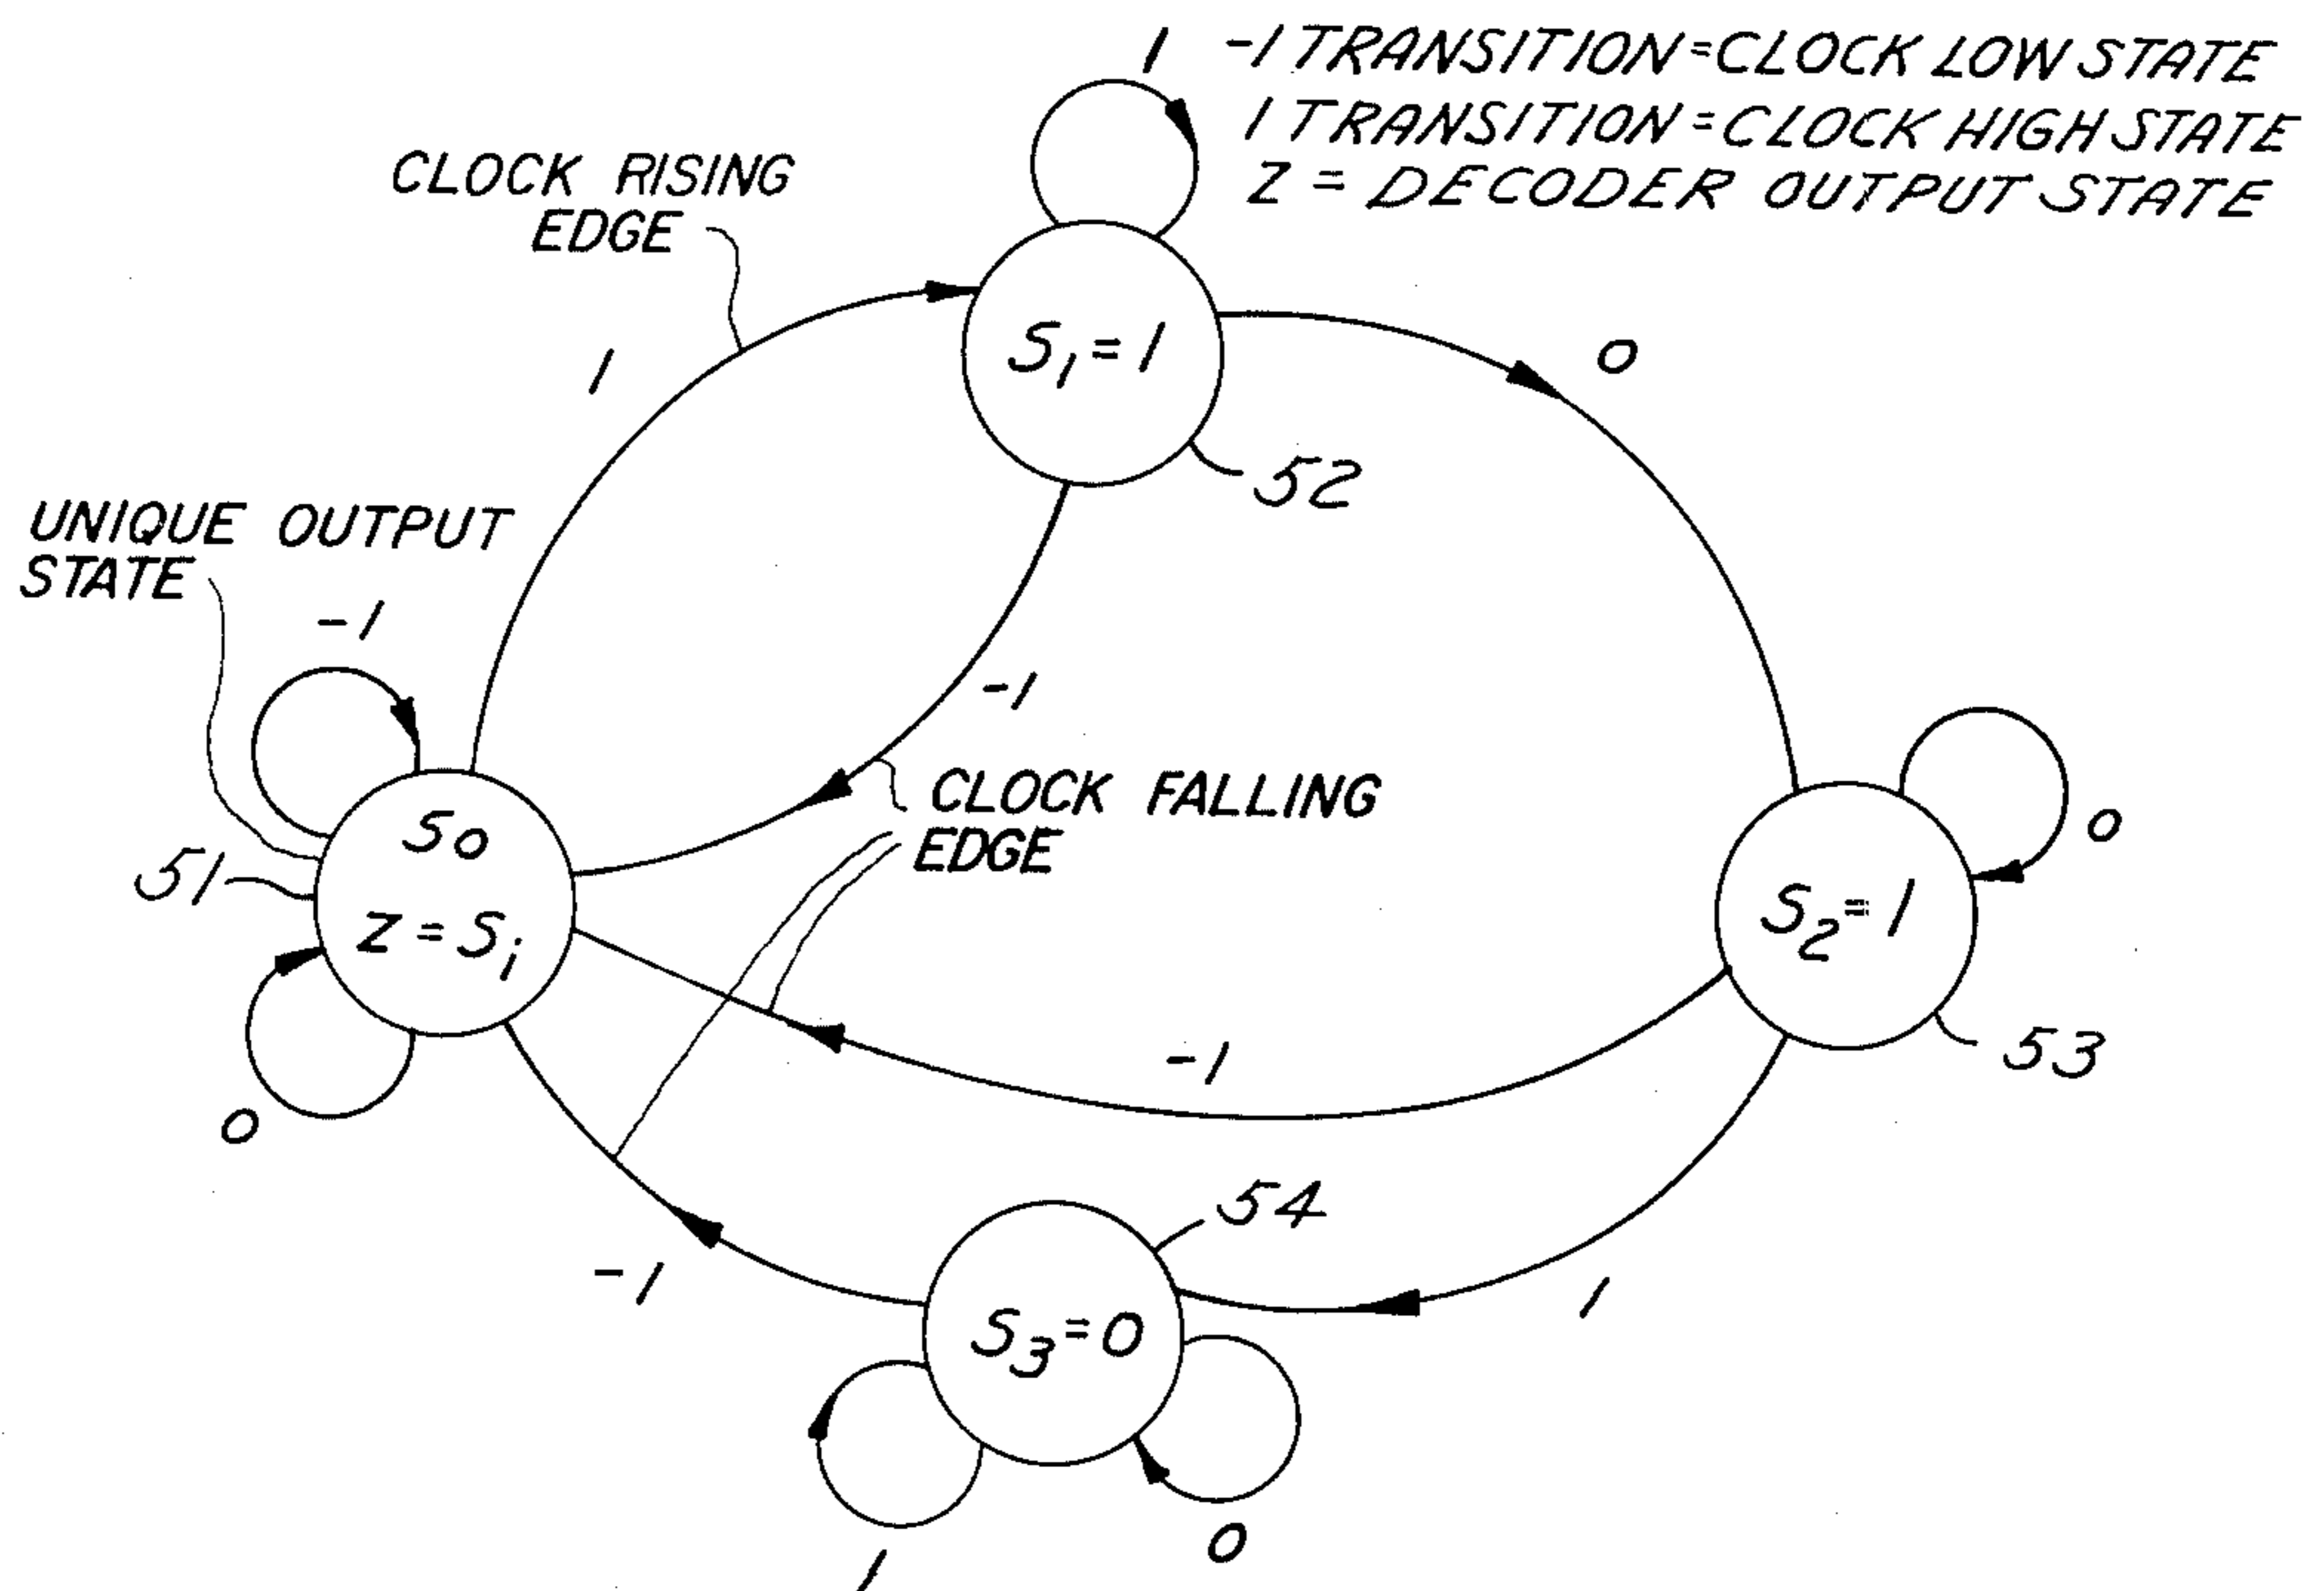 -1 TRANSITION=CLOCK LOW STATE
1 TRANSITION=CLOCK HIGH STATE
Z = DECODER OUTPUT STATE
1
CLOCK RISING
EDGE
1
S₁=1
0
52
UNIQUE OUTPUT
STATE
-1
-1
CLOCK FALLING
EDGE
S₀
Z=Sᵢ
51
0
0
S₂=1
53
-1
54
-1
1
S₃=0
0
1